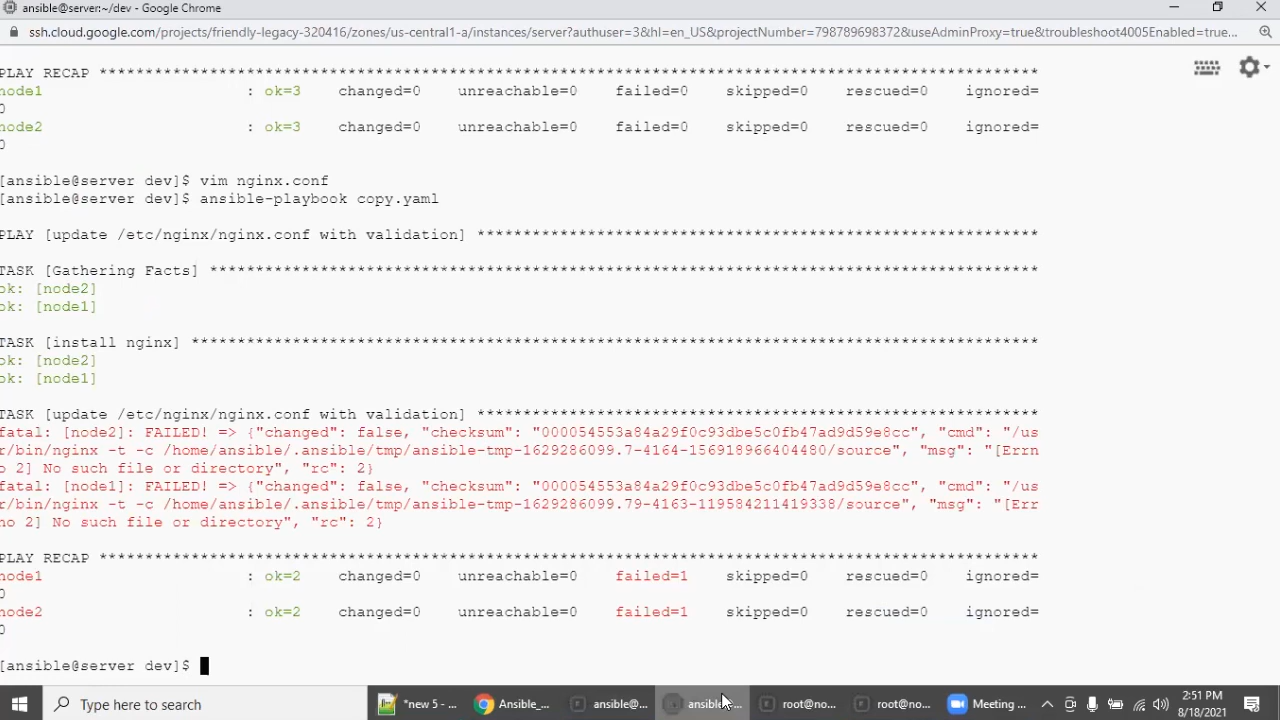 ansible@server:~/dev - Google Chrome
ssh.cloud.google.com/projects/friendly-legacy-320416/zones/us-central1-a/instances/server?authuser=3&hl=en_US&projectNumber=798789698372&useAdminProxy=true&troubleshoot4005Enabled=true...
PLAY RECAP *******************************************************************************************************
node1 : ok=3 changed=0 unreachable=0 failed=0 skipped=0 rescued=0 ignored=
0
node2 : ok=3 changed=0 unreachable=0 failed=0 skipped=0 rescued=0 ignored=
0
[ansible@server dev]$ vim nginx.conf
[ansible@server dev]$ ansible-playbook copy.yaml
PLAY [update /etc/nginx/nginx.conf with validation] *************************************************************
TASK [Gathering Facts] ******************************************************************************************
ok: [node2]
ok: [node1]
TASK [install nginx] ********************************************************************************************
ok: [node2]
ok: [node1]
TASK [update /etc/nginx/nginx.conf with validation] *************************************************************
fatal: [node2]: FAILED! => {"changed": false, "checksum": "000054553a84a29f0c93dbe5c0fb47ad9d59e8cc", "cmd": "/us
r/bin/nginx -t -c /home/ansible/.ansible/tmp/ansible-tmp-1629286099.7-4164-156918966404480/source", "msg": "[Errn
o 2] No such file or directory", "rc": 2}
fatal: [node1]: FAILED! => {"changed": false, "checksum": "000054553a84a29f0c93dbe5c0fb47ad9d59e8cc", "cmd": "/us
r/bin/nginx -t -c /home/ansible/.ansible/tmp/ansible-tmp-1629286099.79-4163-119584211419338/source", "msg": "[Err
no 2] No such file or directory", "rc": 2}
PLAY RECAP *******************************************************************************************************
node1 : ok=2 changed=0 unreachable=0 failed=1 skipped=0 rescued=0 ignored=
0
node2 : ok=2 changed=0 unreachable=0 failed=1 skipped=0 rescued=0 ignored=
0
[ansible@server dev]$
Type here to search
*new 5 - ...
Ansible_...
ansible@...
ansible...
root@no...
root@no...
Meeting ...
2:51 PM
8/18/2021